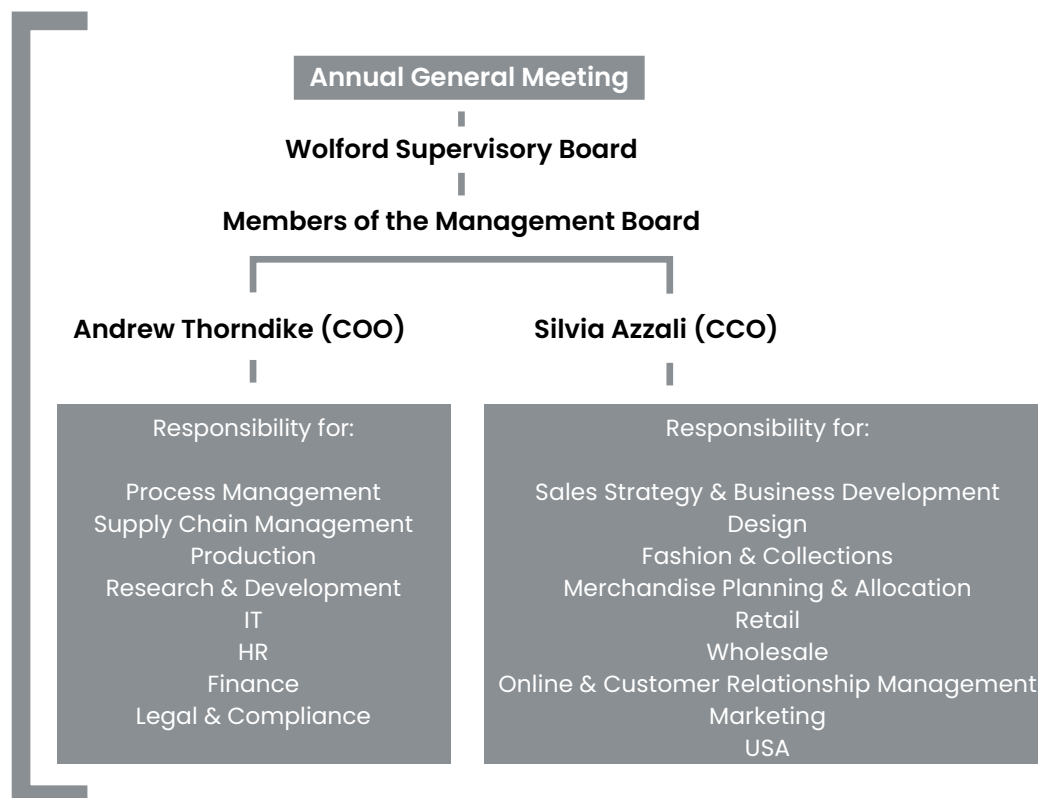 Annual General Meeting
Wolford Supervisory Board
Members of the Management Board
Andrew Thorndike (COO)
Responsibility for:
Process Management
Supply Chain Management
Production
Research & Development
IT
HR
Finance
Legal & Compliance
Silvia Azzali (CCO)
Responsibility for:
Sales Strategy & Business Development
Design
Fashion & Collections
Merchandise Planning & Allocation
Retail
Wholesale
Online & Customer Relationship Management
Marketing
USA